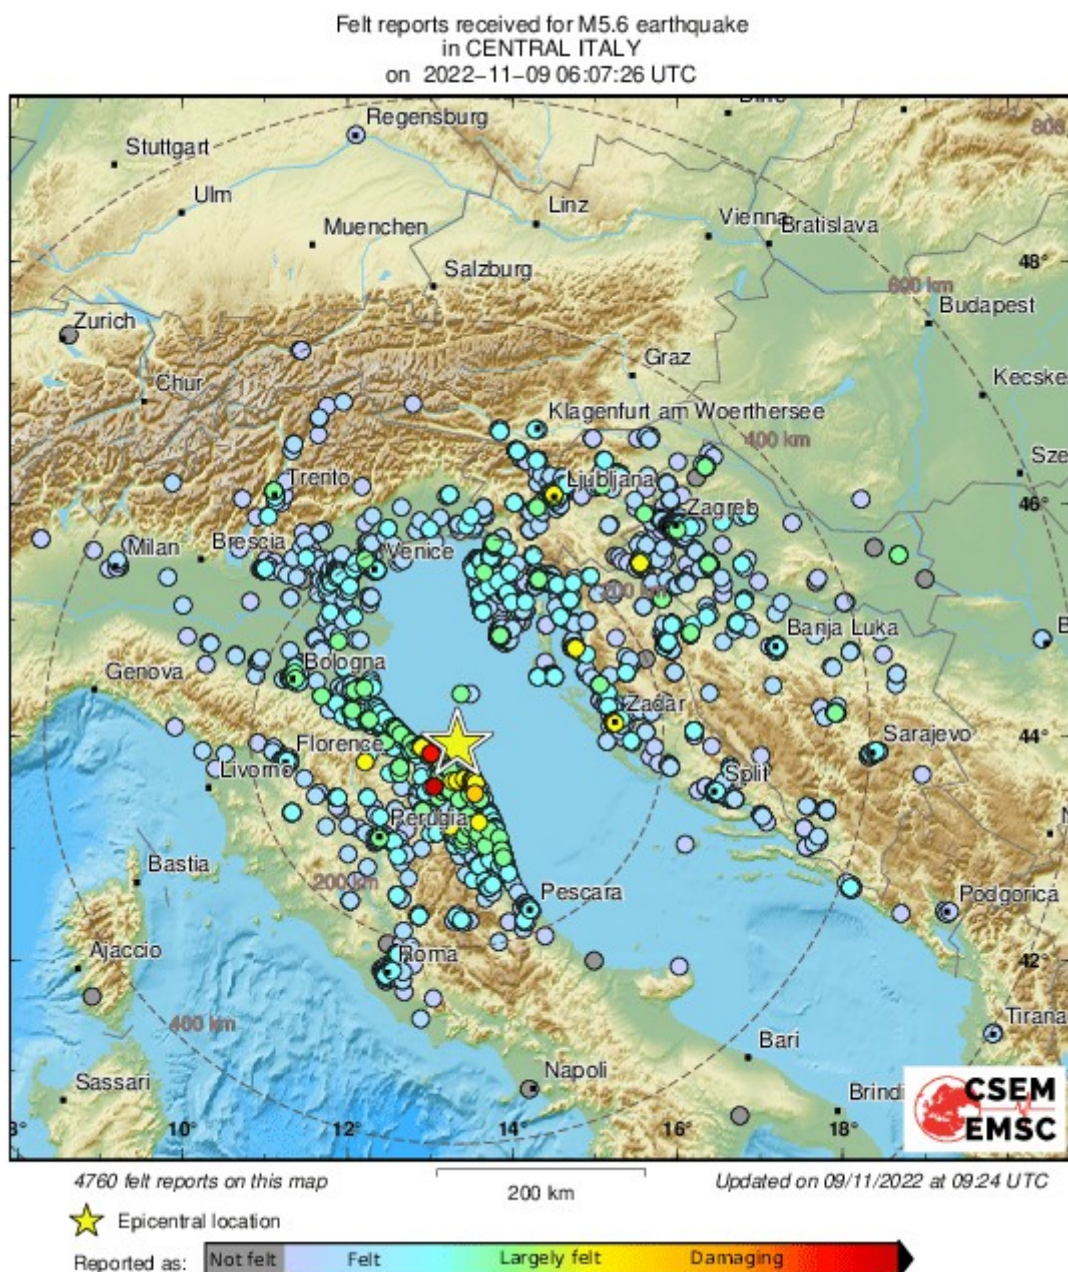 Felt reports received for M5.6 earthquake
in CENTRAL ITALY
on 2022-11-09 06:07:26 UTC
Regensburg
Stuttgart
Ulm
Linz
Muenchen
Vienna
Bratislava
Salzburg
48°
600 km
Budapest
Zurich
Graz
Chur
Klagenfurt am Woerthersee
400 km
Trento
Ljubljana
Zagreb
46°
Milan
Brescia
Venice
200 km
Banja Luka
Genova
Bologna
Zadar
Florence
44°
Sarajevo
Livorno
Split
Perugia
Bastia
200 km
Pescara
Podgorica
Ajaccio
Roma
42°
400 km
Tirana
Bari
Sassari
Napoli
CSEM
EMSC
10°
12°
14°
16°
18°
4760 felt reports on this map
200 km
Updated on 09/11/2022 at 09:24 UTC
Epicentral location
Reported as:
Not felt
Felt
Largely felt
Damaging